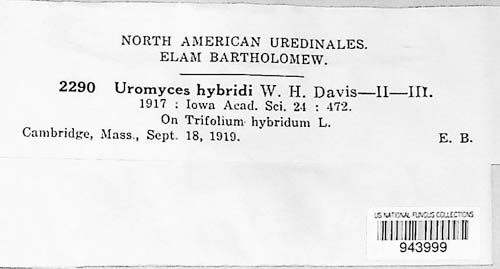 NORTH AMERICAN UREDINALES.
ELAM BARTHOLOMEW.
2290 Uromyces hybridi W. H. Davis—II—III.
1917 : Iowa Acad. Sci. 24 : 472.
On Trifolium hybridum L.
Cambridge, Mass., Sept. 18, 1919. E. B.
US NATIONAL FUNGUS COLLECTIONS
943999